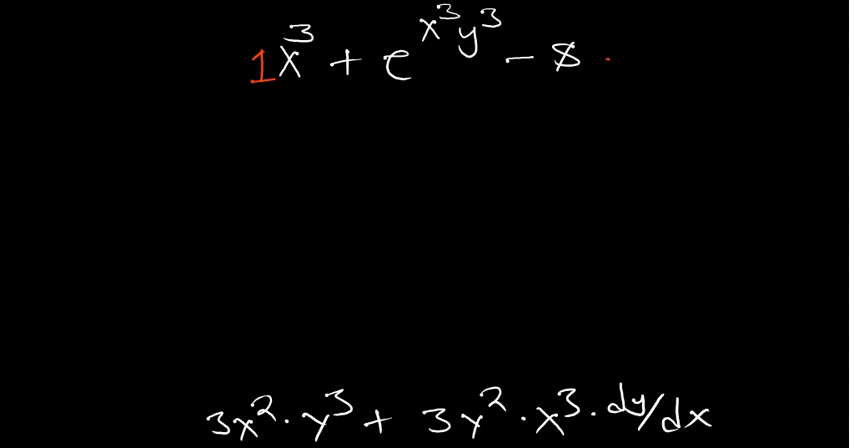 1x³ + e^(x³y³) - 8
3x² · y³ + 3y² · x³ · dy/dx